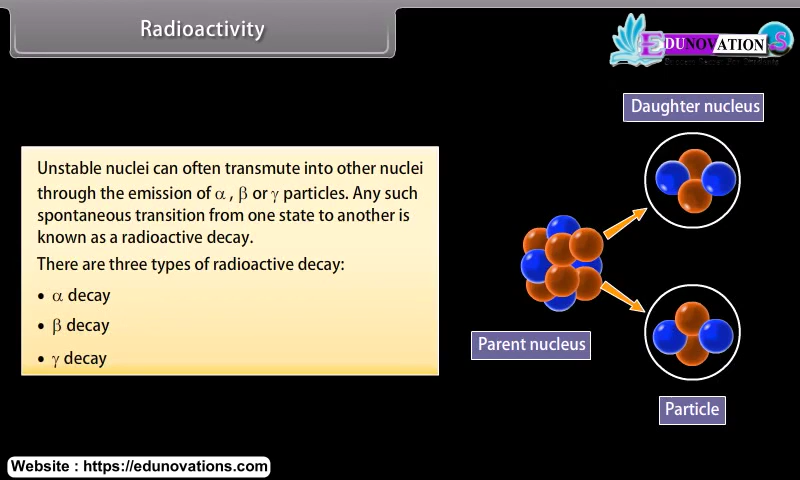 Radioactivity
EDUNOVATION S
Daughter nucleus
Unstable nuclei can often transmute into other nuclei
through the emission of α , β or γ particles. Any such
spontaneous transition from one state to another is
known as a radioactive decay.
There are three types of radioactive decay:
• α decay
• β decay
• γ decay
Parent nucleus
Particle
Website : https://edunovations.com